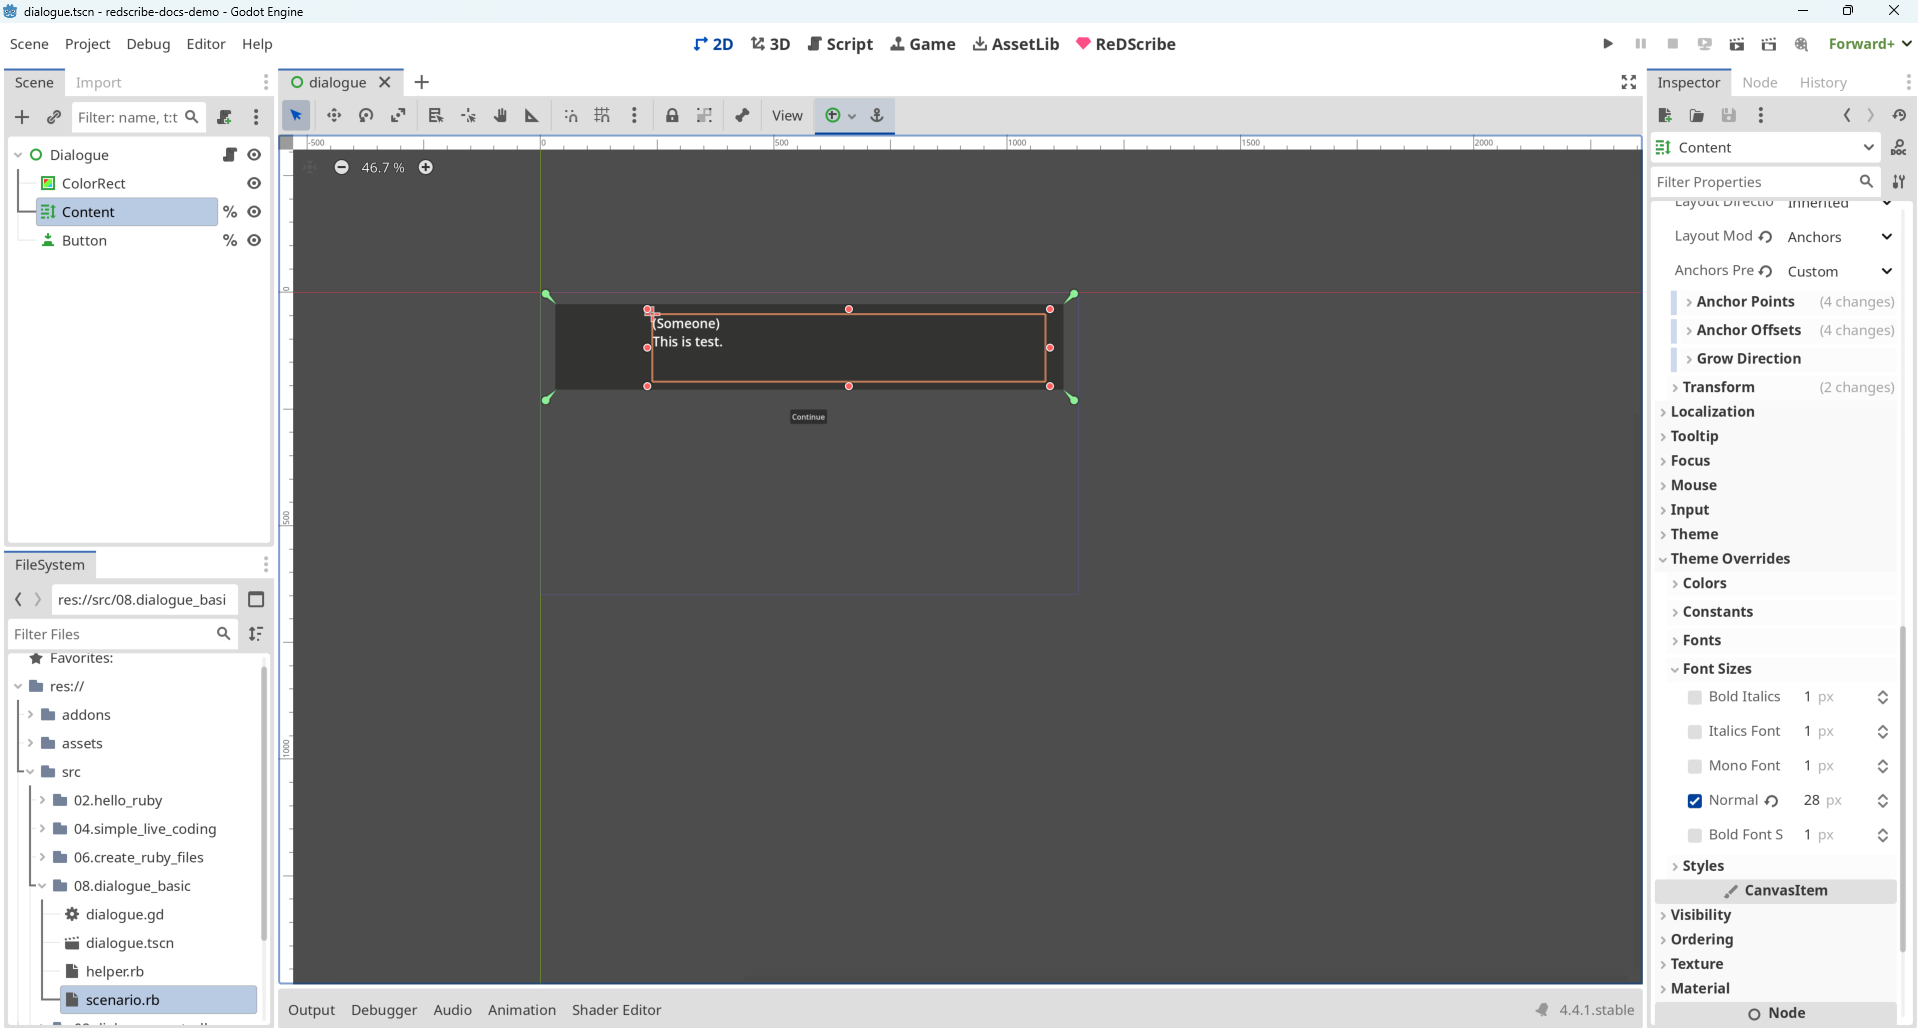 dialogue.tscn - redscribe-docs-demo - Godot Engine
Scene Project Debug Editor Help
2D 3D Script Game AssetLib ReDScribe
Forward+
Scene Import
Filter: name, t:t
Dialogue
ColorRect
Content %
Button %
FileSystem
res://src/08.dialogue_basi
Filter Files
Favorites:
res://
addons
assets
src
02.hello_ruby
04.simple_live_coding
06.create_ruby_files
08.dialogue_basic
dialogue.gd
dialogue.tscn
helper.rb
scenario.rb
dialogue
View
-500 0 500 1000 1500 2000
46.7 %
0
500
1000
(Someone)
This is test.
Continue
Output Debugger Audio Animation Shader Editor
4.4.1.stable
Inspector Node History
Content
DOC
Filter Properties
Layout Directio Inherited
Layout Mod Anchors
Anchors Pre Custom
Anchor Points (4 changes)
Anchor Offsets (4 changes)
Grow Direction
Transform (2 changes)
Localization
Tooltip
Focus
Mouse
Input
Theme
Theme Overrides
Colors
Constants
Fonts
Font Sizes
Bold Italics 1 px
Italics Font 1 px
Mono Font 1 px
Normal 28 px
Bold Font S 1 px
Styles
CanvasItem
Visibility
Ordering
Texture
Material
Node